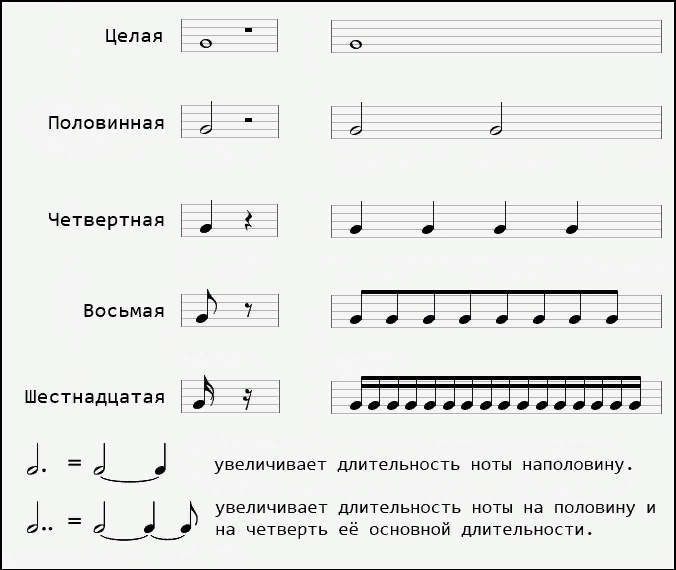 Целая
Половинная
Четвертная
Восьмая
Шестнадцатая
= увеличивает длительность ноты наполовину.
= увеличивает длительность ноты на половину и
на четверть её основной длительности.